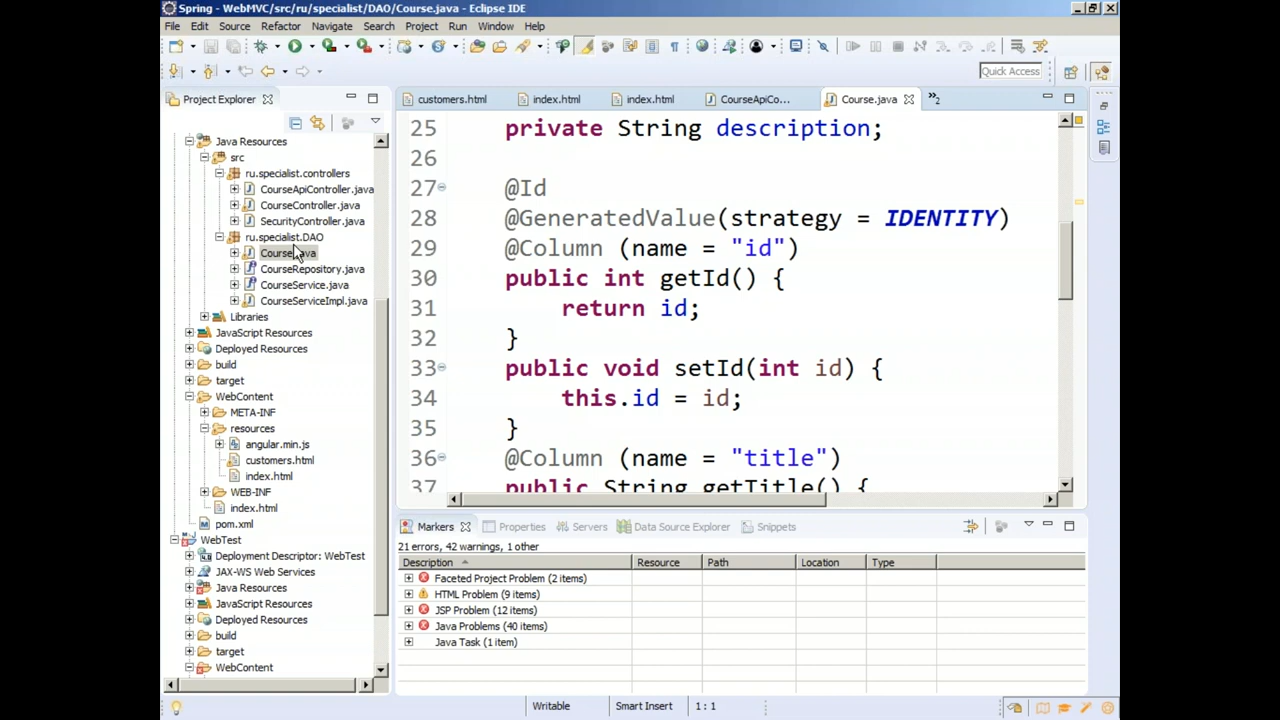 Spring - WebMVC/src/ru/specialist/DAO/Course.java - Eclipse IDE
File Edit Source Refactor Navigate Search Project Run Window Help
Quick Access
Project Explorer
customers.html index.html index.html CourseApiCo... Course.java »2
Java Resources
src
ru.specialist.controllers
CourseApiController.java
CourseController.java
SecurityController.java
ru.specialist.DAO
Course.java
CourseRepository.java
CourseService.java
CourseServiceImpl.java
Libraries
JavaScript Resources
Deployed Resources
build
target
WebContent
META-INF
resources
angular.min.js
customers.html
index.html
WEB-INF
index.html
pom.xml
WebTest
Deployment Descriptor: WebTest
JAX-WS Web Services
Java Resources
JavaScript Resources
Deployed Resources
build
target
WebContent
25 private String description;
26
27 @Id
28 @GeneratedValue(strategy = IDENTITY)
29 @Column (name = "id")
30 public int getId() {
31 return id;
32 }
33 public void setId(int id) {
34 this.id = id;
35 }
36 @Column (name = "title")
37 public String getTitle() {
Markers Properties Servers Data Source Explorer Snippets
21 errors, 42 warnings, 1 other
Description Resource Path Location Type
Faceted Project Problem (2 items)
HTML Problem (9 items)
JSP Problem (12 items)
Java Problems (40 items)
Java Task (1 item)
Writable Smart Insert 1 : 1